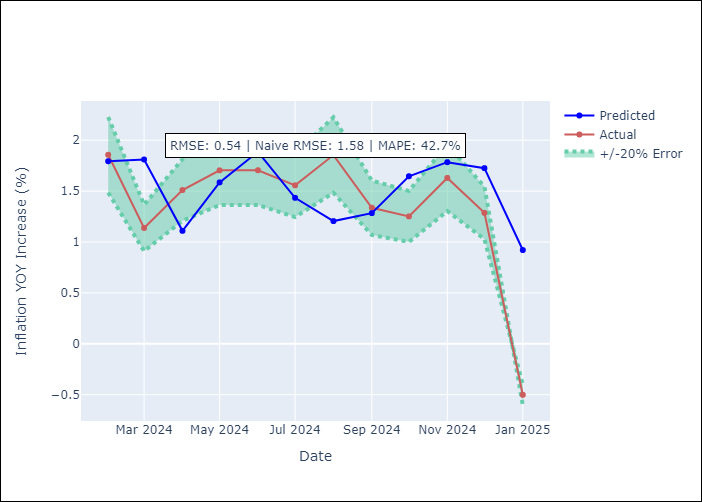 RMSE: 0.54 | Naive RMSE: 1.58 | MAPE: 42.7%
Predicted
Actual
+/-20% Error
Inflation YOY Increase (%)
2
1.5
1
0.5
0
−0.5
Mar 2024
May 2024
Jul 2024
Sep 2024
Nov 2024
Jan 2025
Date